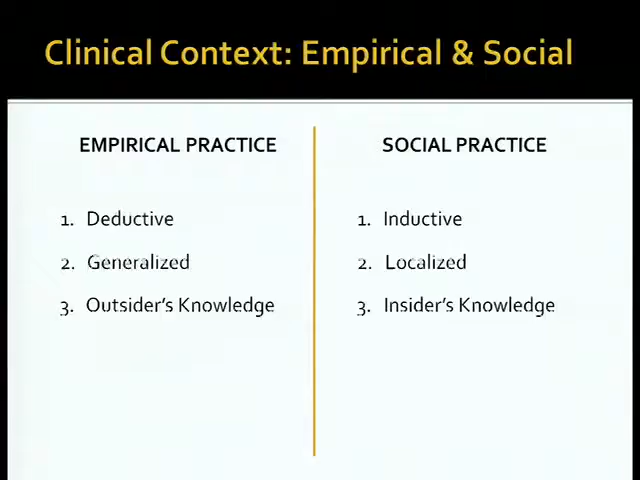 Clinical Context: Empirical & Social
EMPIRICAL PRACTICE
1. Deductive
2. Generalized
3. Outsider's Knowledge
SOCIAL PRACTICE
1. Inductive
2. Localized
3. Insider's Knowledge